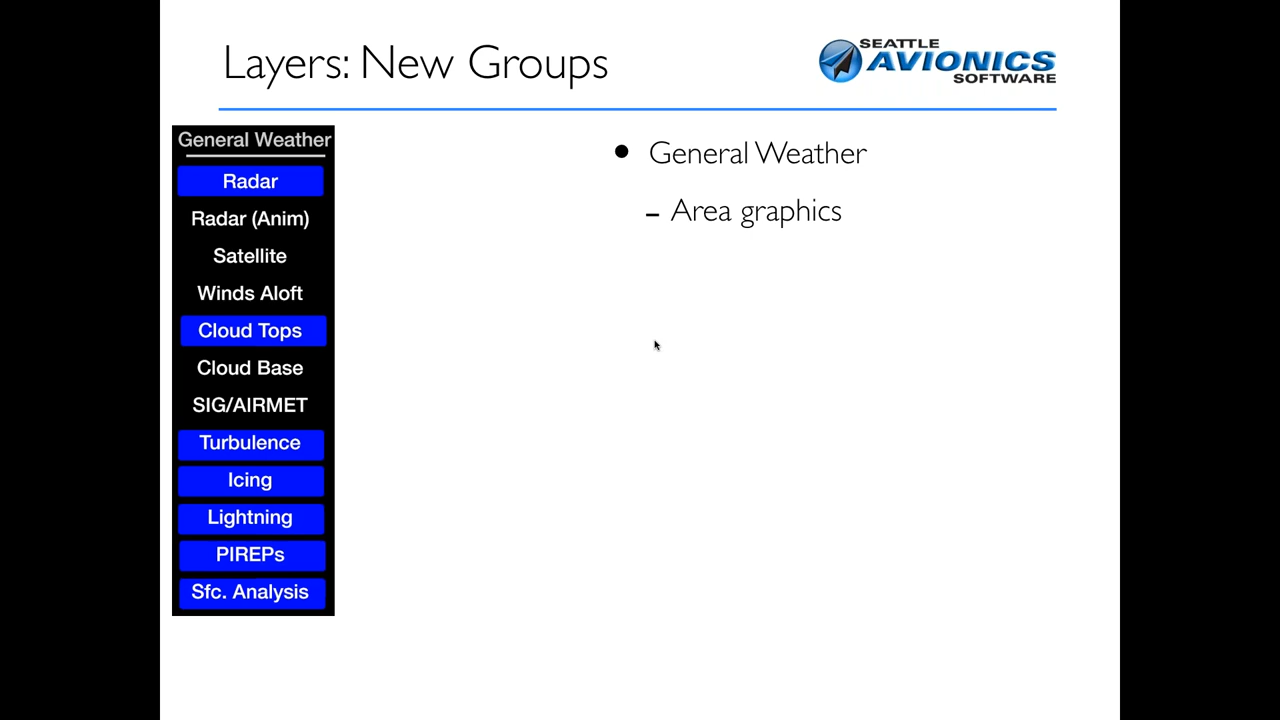 Layers: New Groups
SEATTLE
AVIONICS
SOFTWARE
General Weather
Radar
Radar (Anim)
Satellite
Winds Aloft
Cloud Tops
Cloud Base
SIG/AIRMET
Turbulence
Icing
Lightning
PIREPs
Sfc. Analysis
• General Weather
– Area graphics